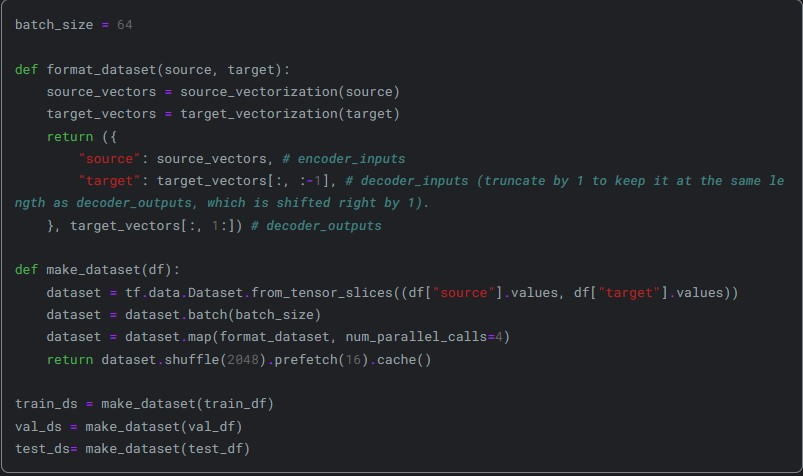 batch_size = 64
def format_dataset(source, target):
    source_vectors = source_vectorization(source)
    target_vectors = target_vectorization(target)
    return ({
        "source": source_vectors, # encoder_inputs
        "target": target_vectors[:, :-1], # decoder_inputs (truncate by 1 to keep it at the same le
ngth as decoder_outputs, which is shifted right by 1).
    }, target_vectors[:, 1:]) # decoder_outputs
def make_dataset(df):
    dataset = tf.data.Dataset.from_tensor_slices((df["source"].values, df["target"].values))
    dataset = dataset.batch(batch_size)
    dataset = dataset.map(format_dataset, num_parallel_calls=4)
    return dataset.shuffle(2048).prefetch(16).cache()
train_ds = make_dataset(train_df)
val_ds = make_dataset(val_df)
test_ds= make_dataset(test_df)